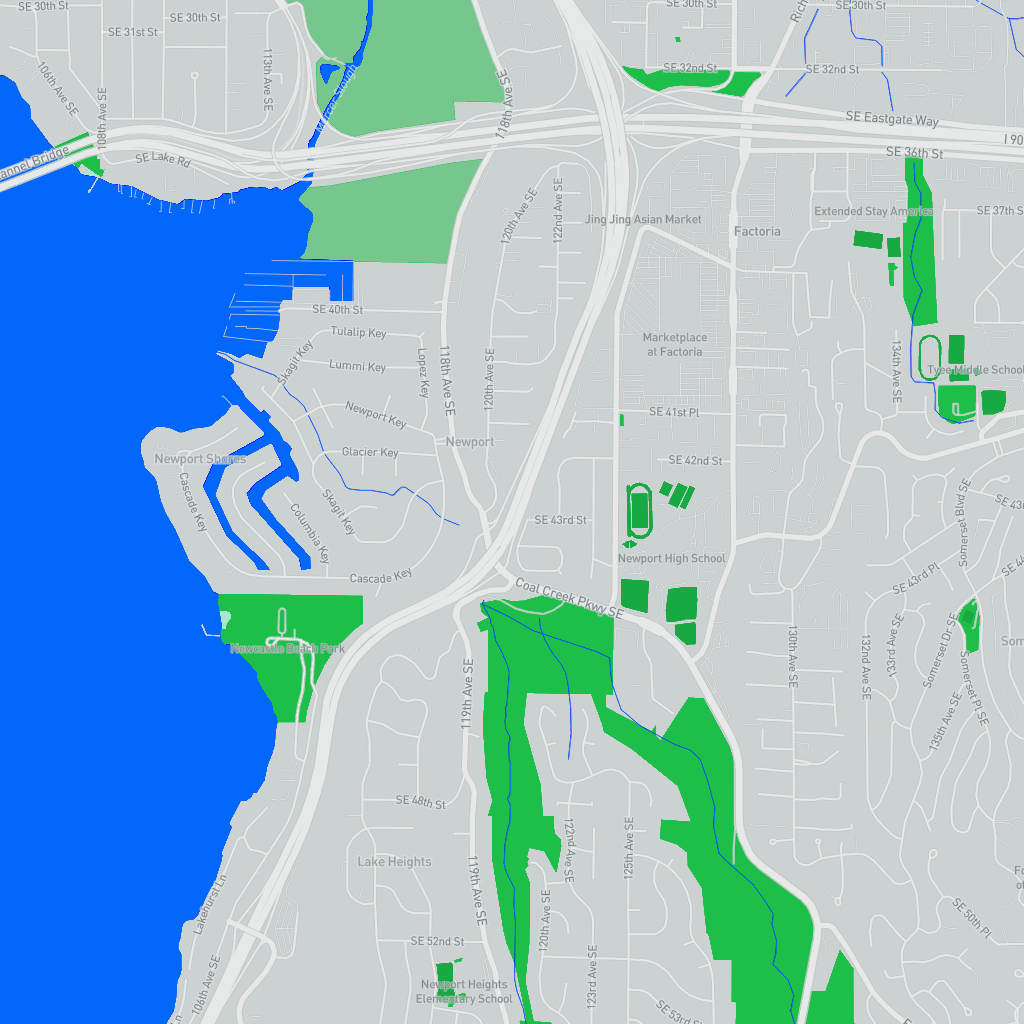 SE 30th St
SE 30th St
SE 30th St
SE 31st St
106th Ave SE
113th Ave SE
108th Ave SE
Mercer Slough
118th Ave SE
SE 32nd St
SE 32nd St
SE Eastgate Way
I 90
SE Lake Rd
SE 36th St
120th Ave SE
122nd Ave SE
Jing Jing Asian Market
Factoria
Extended Stay America
SE 37th
SE 40th St
Tulalip Key
Skagit Key
Lummi Key
Lopez Key
118th Ave SE
120th Ave SE
Marketplace
at Factoria
134th Ave SE
Tyee Middle School
Newport Key
SE 41st Pl
Newport
Glacier Key
Newport Shores
SE 42nd St
Cascade Key
Skagit Key
Columbia Key
SE 43rd St
Somerset Blvd SE
Newport High School
Cascade Key
Coal Creek Pkwy SE
SE 43rd Pl
Newcastle Beach Park
119th Ave SE
130th Ave SE
132nd Ave SE
133rd Ave SE
Somerset Dr SE
Somerset Pl SE
135th Ave SE
SE 48th St
122nd Ave SE
125th Ave SE
Lake Heights
119th Ave SE
Lakehurst Ln
120th Ave SE
SE 50th Pl
SE 52nd St
106th Ave SE
Newport Heights
Elementary School
123rd Ave SE
SE 53rd